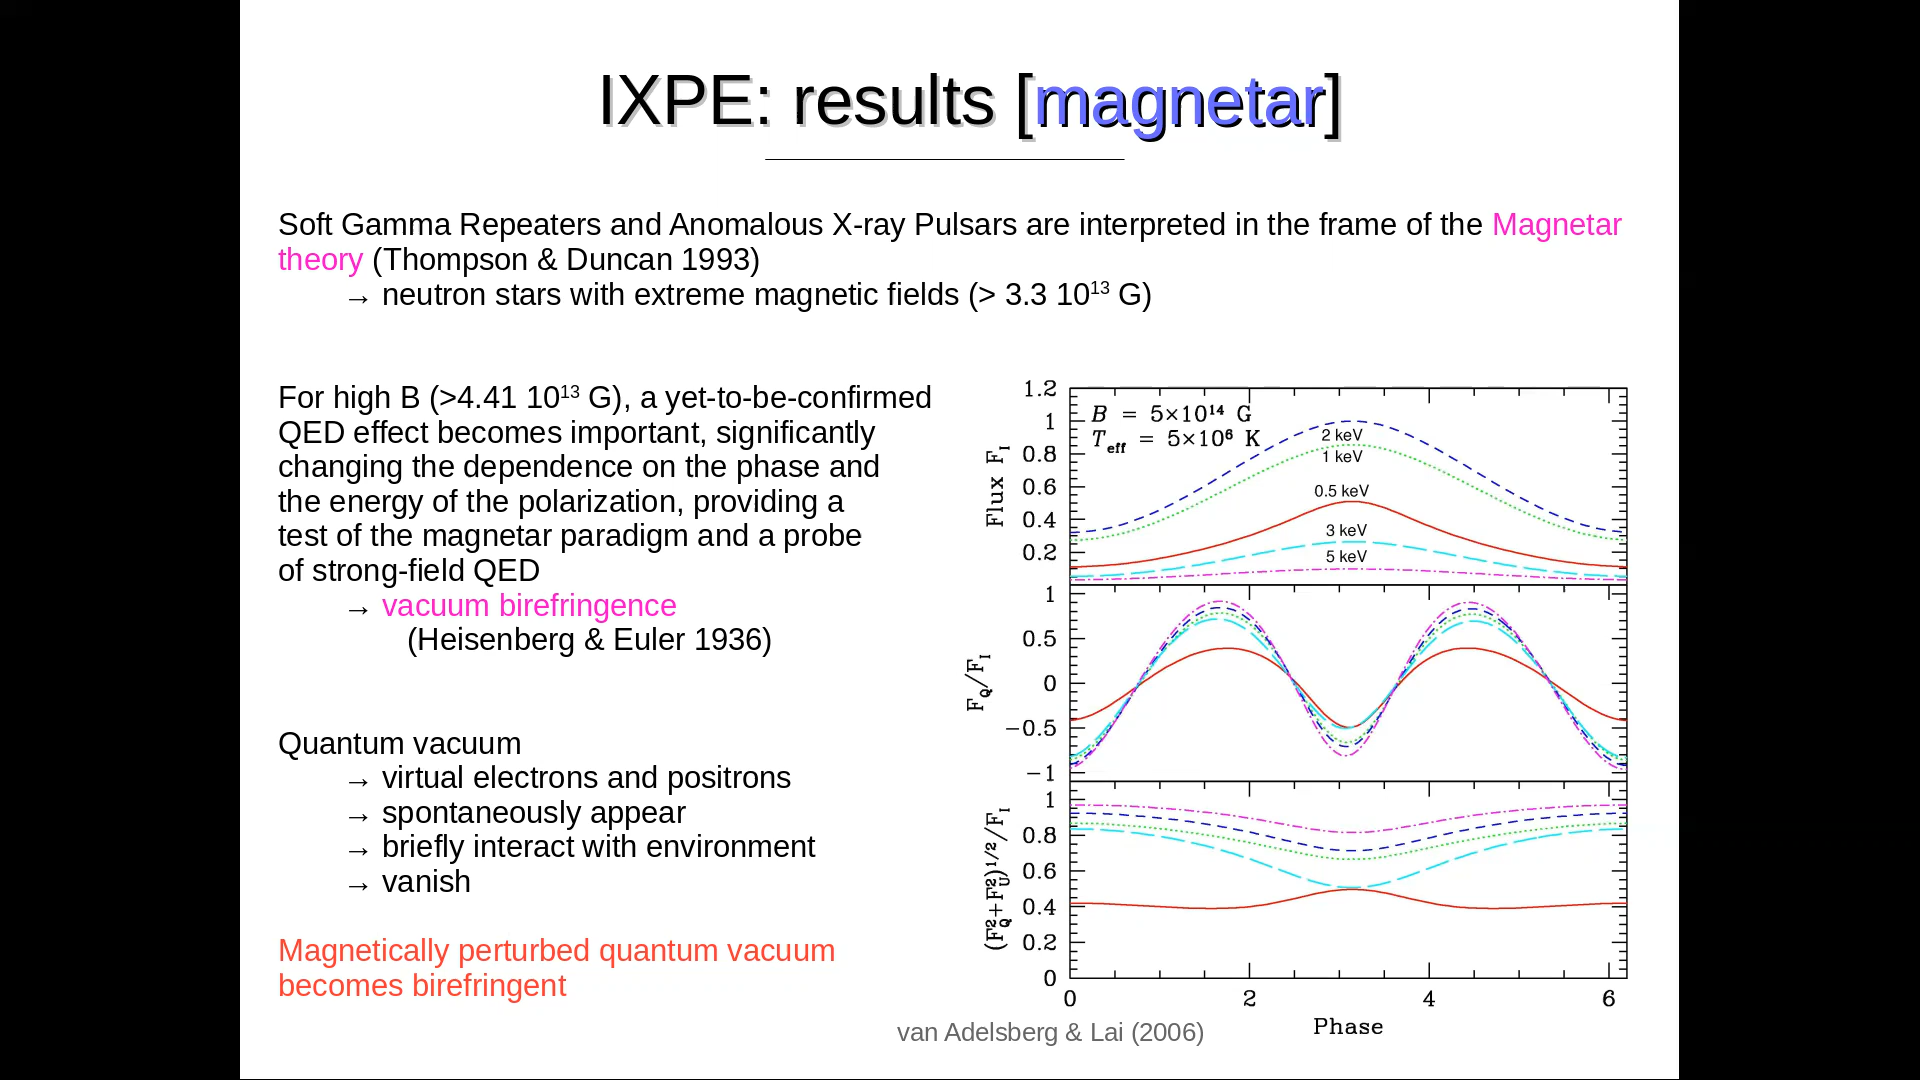 IXPE: results [magnetar]
Soft Gamma Repeaters and Anomalous X-ray Pulsars are interpreted in the frame of the Magnetar
theory (Thompson & Duncan 1993)
→ neutron stars with extreme magnetic fields (> 3.3 10¹³ G)
For high B (>4.41 10¹³ G), a yet-to-be-confirmed
QED effect becomes important, significantly
changing the dependence on the phase and
the energy of the polarization, providing a
test of the magnetar paradigm and a probe
of strong-field QED
→ vacuum birefringence
(Heisenberg & Euler 1936)
Quantum vacuum
→ virtual electrons and positrons
→ spontaneously appear
→ briefly interact with environment
→ vanish
Magnetically perturbed quantum vacuum
becomes birefringent
B = 5×10¹⁴ G
T_eff = 5×10⁶ K
2 keV
1 keV
0.5 keV
3 keV
5 keV
Flux F_I
1.2
1
0.8
0.6
0.4
0.2
F_Q/F_I
1
0.5
0
−0.5
−1
(F_Q²+F_U²)^1/2/F_I
1
0.8
0.6
0.4
0.2
0
0 2 4 6
Phase
van Adelsberg & Lai (2006)